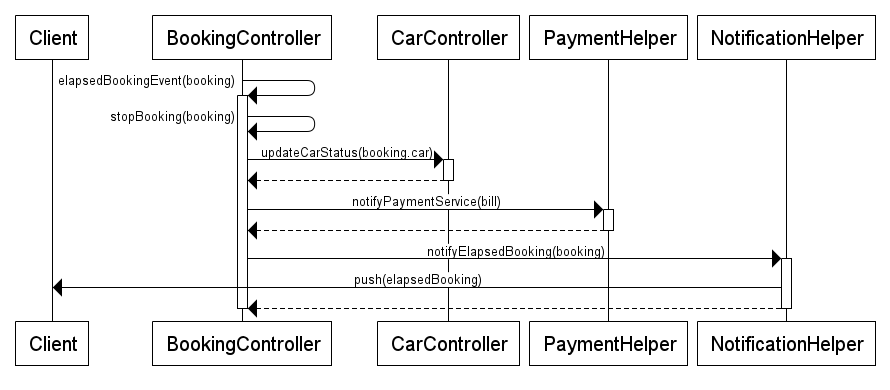 Client BookingController CarController PaymentHelper NotificationHelper
elapsedBookingEvent(booking)
stopBooking(booking)
updateCarStatus(booking.car)
notifyPaymentService(bill)
notifyElapsedBooking(booking)
push(elapsedBooking)
Client BookingController CarController PaymentHelper NotificationHelper